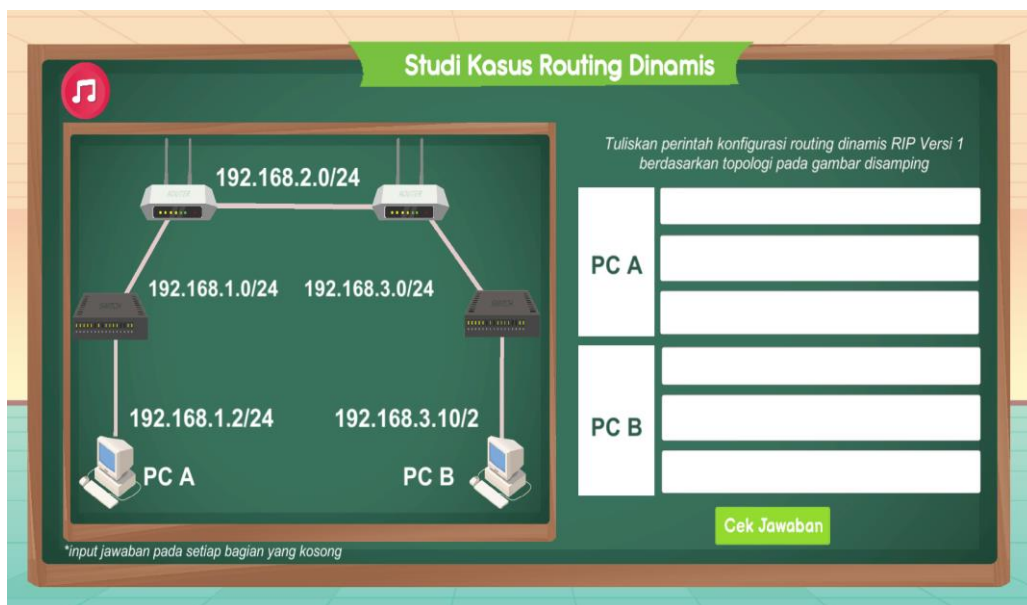 Studi Kasus Routing Dinamis
192.168.2.0/24
192.168.1.0/24
192.168.3.0/24
192.168.1.2/24
192.168.3.10/2
PC A
PC B
*input jawaban pada setiap bagian yang kosong
Tuliskan perintah konfigurasi routing dinamis RIP Versi 1
berdasarkan topologi pada gambar disamping
PC A
PC B
Cek Jawaban